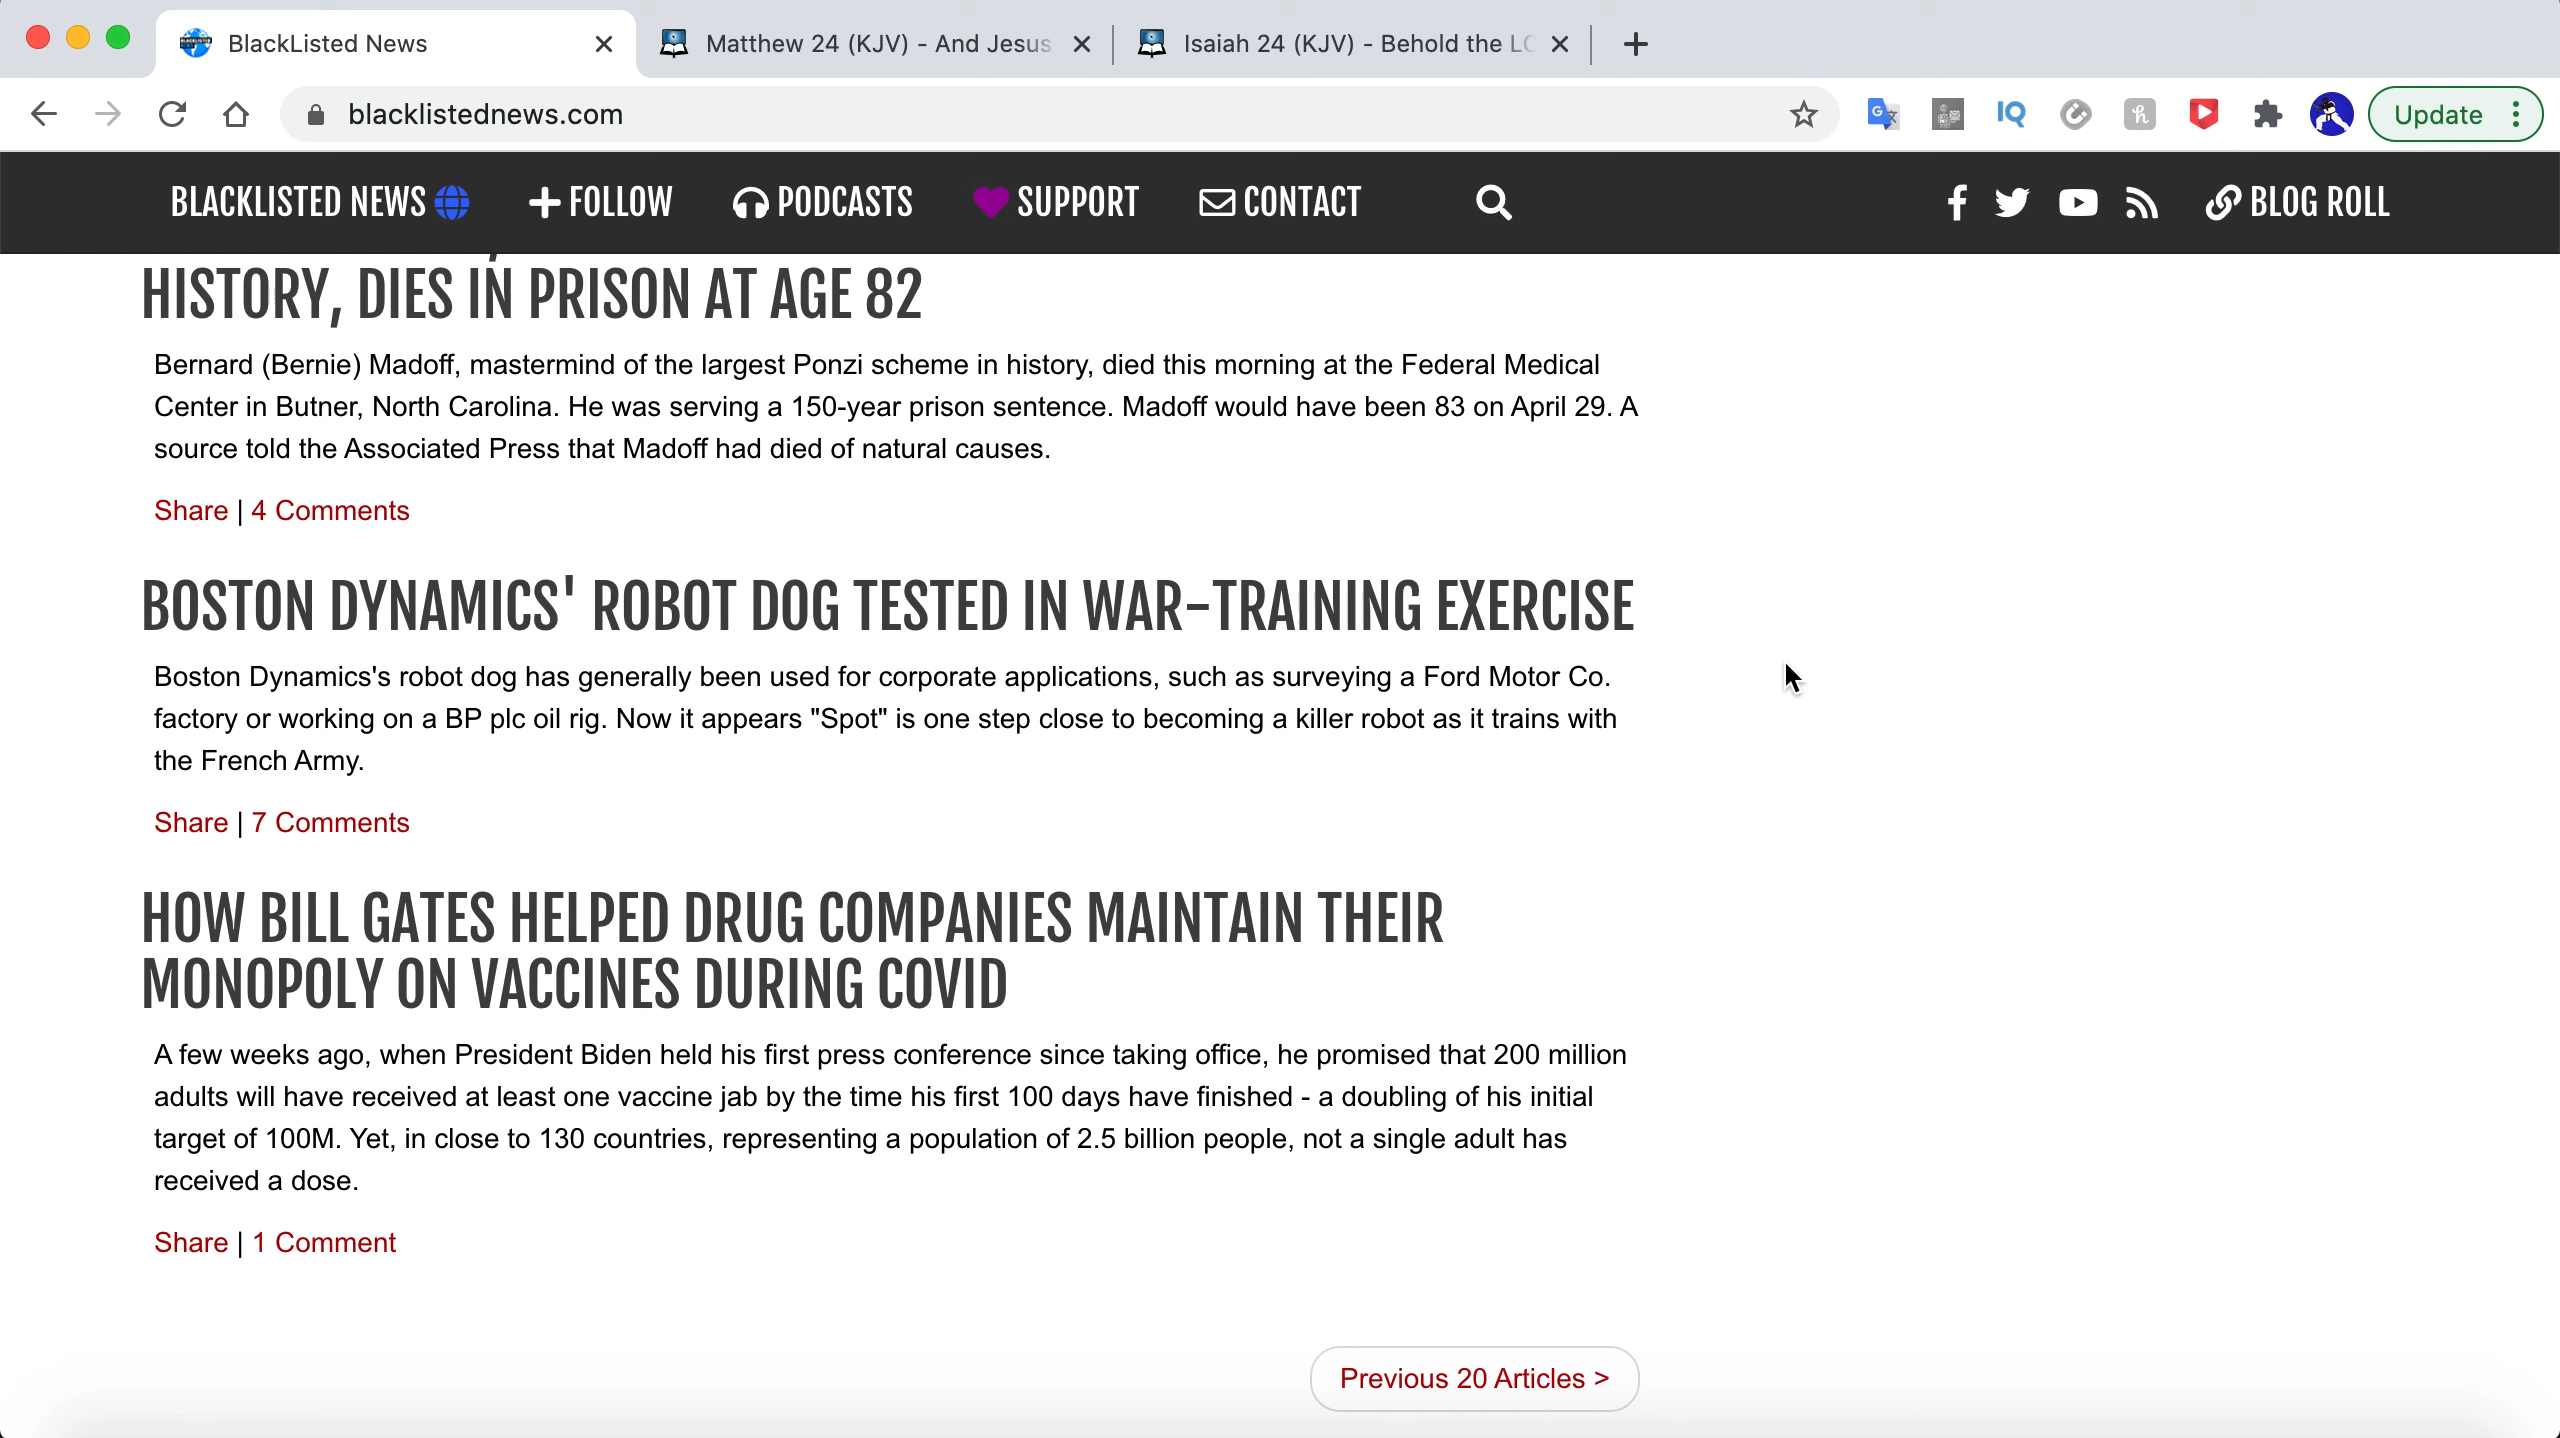 BlackListed News
Matthew 24 (KJV) - And Jesus
Isaiah 24 (KJV) - Behold the LO
blacklistednews.com
Update
BLACKLISTED NEWS FOLLOW PODCASTS SUPPORT CONTACT BLOG ROLL
HISTORY, DIES IN PRISON AT AGE 82
Bernard (Bernie) Madoff, mastermind of the largest Ponzi scheme in history, died this morning at the Federal Medical
Center in Butner, North Carolina. He was serving a 150-year prison sentence. Madoff would have been 83 on April 29. A
source told the Associated Press that Madoff had died of natural causes.
Share | 4 Comments
BOSTON DYNAMICS' ROBOT DOG TESTED IN WAR-TRAINING EXERCISE
Boston Dynamics's robot dog has generally been used for corporate applications, such as surveying a Ford Motor Co.
factory or working on a BP plc oil rig. Now it appears "Spot" is one step close to becoming a killer robot as it trains with
the French Army.
Share | 7 Comments
HOW BILL GATES HELPED DRUG COMPANIES MAINTAIN THEIR
MONOPOLY ON VACCINES DURING COVID
A few weeks ago, when President Biden held his first press conference since taking office, he promised that 200 million
adults will have received at least one vaccine jab by the time his first 100 days have finished - a doubling of his initial
target of 100M. Yet, in close to 130 countries, representing a population of 2.5 billion people, not a single adult has
received a dose.
Share | 1 Comment
Previous 20 Articles >